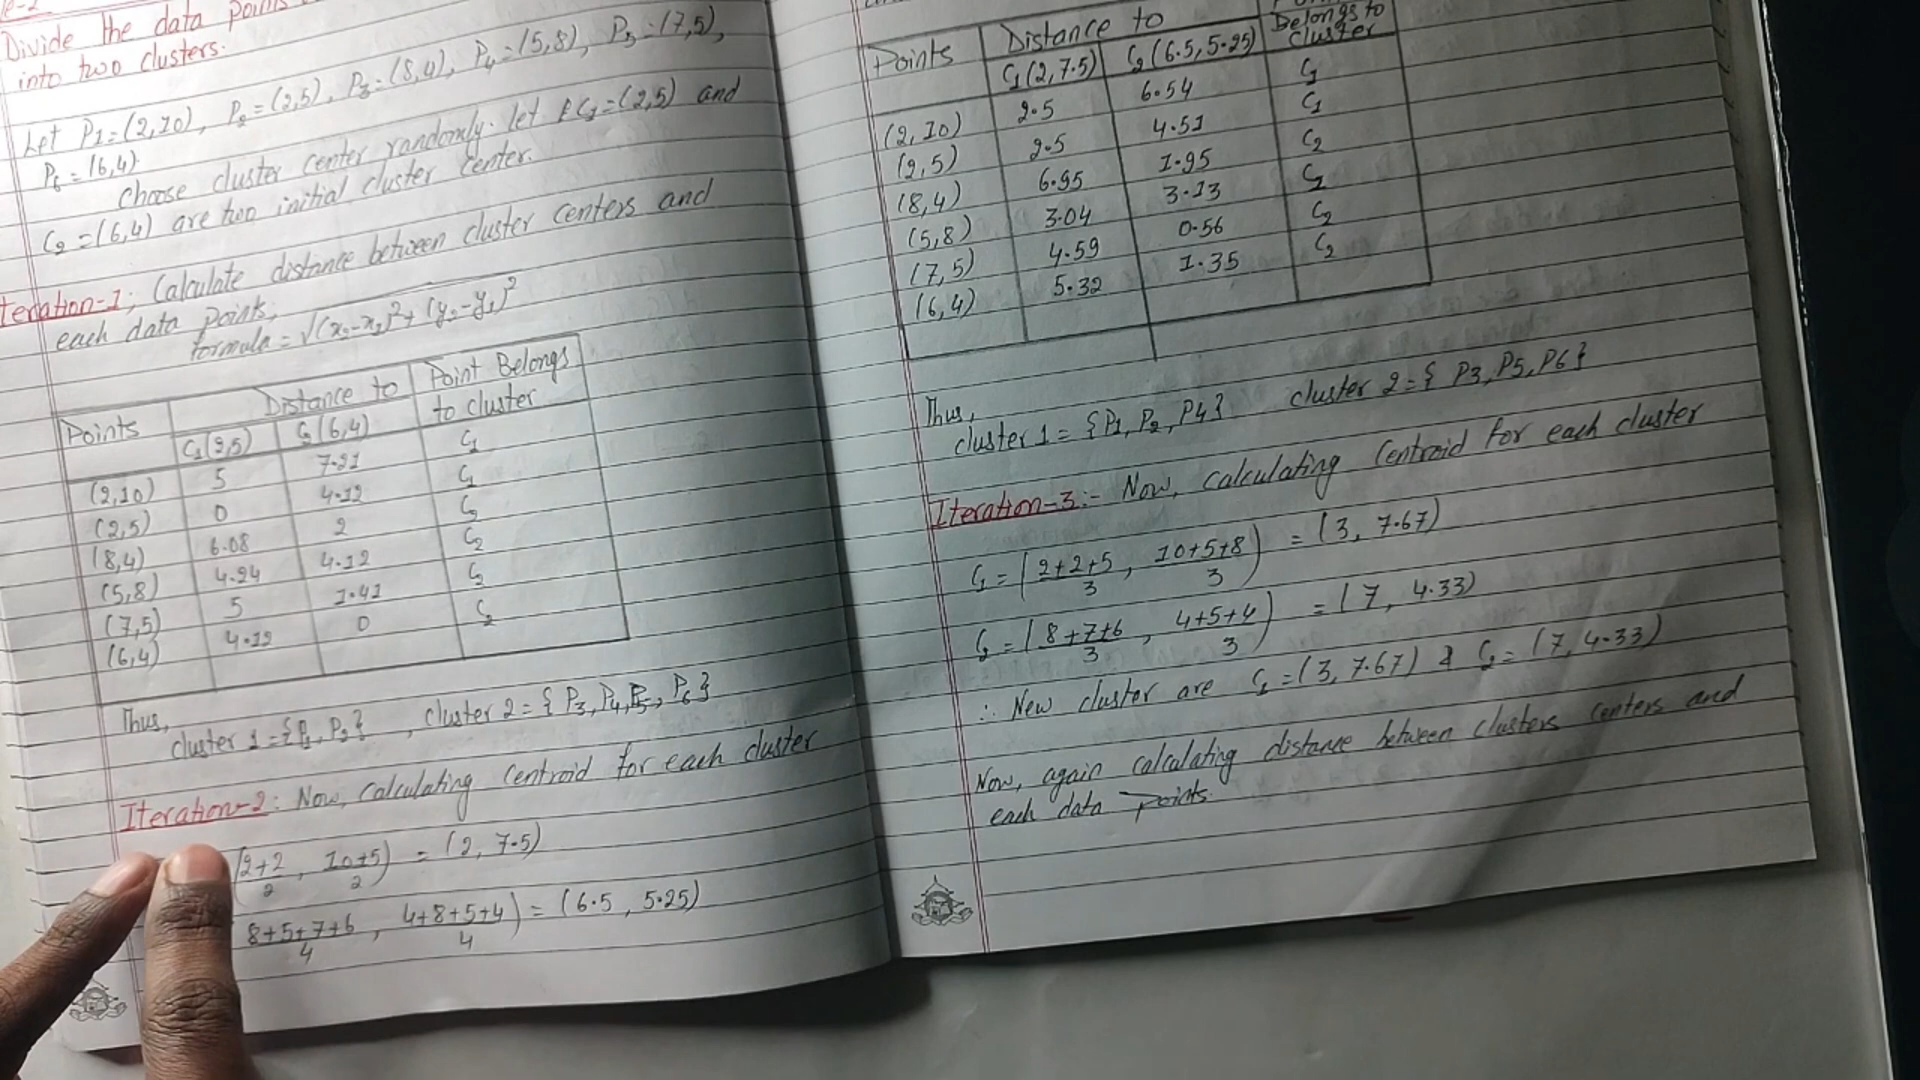 Divide the data points
into two clusters.
Let P1=(2,10), P2=(2,5), P3=(8,4), P4=(5,8), P5=(7,5),
P6=(6,4)
Choose cluster center randomly. let C1=(2,5) and
C2=(6,4) are two initial cluster center.
teration-1; Calculate distance between cluster centers and
each data points,
formula = √(x2-x1)²+(y2-y1)²
Points Distance to Point Belongs to cluster
C1(2,5) C2(6,4)
(2,10) 5 7.21 C1
(2,5) 0 4.12 C1
(8,4) 6.08 2 C2
(5,8) 4.24 4.12 C2
(7,5) 5 1.41 C2
(6,4) 4.12 0 C2
Thus,
cluster 1={P1, P2}, cluster 2={P3, P4, P5, P6}
Iteration-2: Now, calculating Centroid for each cluster
(2+2/2, 10+5/2) = (2, 7.5)
8+5+7+6/4, 4+8+5+4/4) = (6.5, 5.25)
Points Distance to Belongs to cluster
C1(2,7.5) C2(6.5,5.25)
(2,10) 2.5 6.54 C1
(2,5) 2.5 4.51 C1
(8,4) 6.95 1.95 C2
(5,8) 3.04 3.13 C1
(7,5) 4.59 0.56 C2
(6,4) 5.32 1.35 C2
Thus,
cluster 1={P1, P2, P4} cluster 2={P3, P5, P6}
Iteration-3:- Now, calculating Centroid for each cluster
C1=(2+2+5/3, 10+5+8/3) = (3, 7.67)
C2=(8+7+6/3, 4+5+4/3) = (7, 4.33)
∴ New cluster are C1=(3, 7.67) & C2=(7, 4.33)
Now, again calculating distance between clusters centers and
each data points.